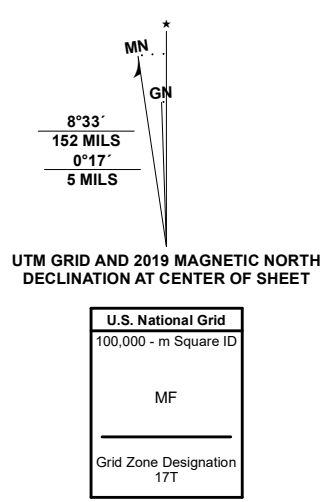 MN
GN
8°33´
152 MILS
0°17´
5 MILS
UTM GRID AND 2019 MAGNETIC NORTH
DECLINATION AT CENTER OF SHEET
U.S. National Grid
100,000 - m Square ID
MF
Grid Zone Designation
17T